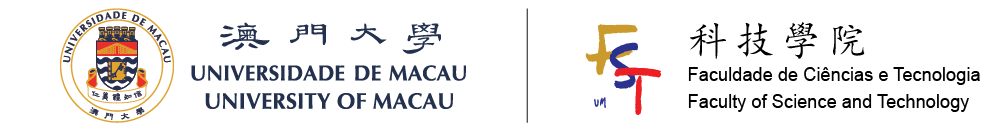 UNIVERSIDADE DE MACAU
仁義禮知信
澳門大學
澳門大學
UNIVERSIDADE DE MACAU
UNIVERSITY OF MACAU
FST
UM
科技學院
Faculdade de Ciências e Tecnologia
Faculty of Science and Technology